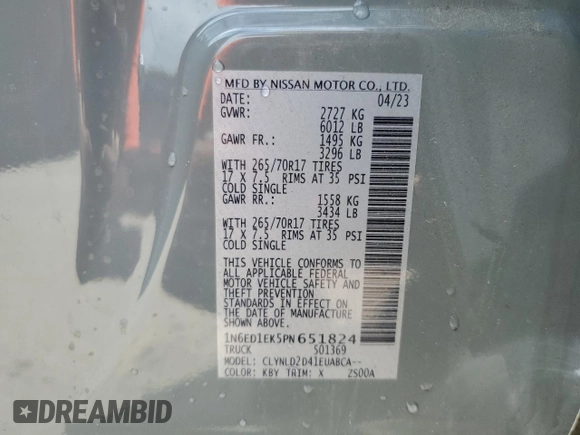 MFD BY NISSAN MOTOR CO., LTD.
DATE: 04/23
GVWR: 2727 KG
6012 LB
GAWR FR.: 1495 KG
3296 LB
WITH 265/70R17 TIRES
17 X 7.5 RIMS AT 35 PSI
COLD SINGLE
GAWR RR.: 1558 KG
3434 LB
WITH 265/70R17 TIRES
17 X 7.5 RIMS AT 35 PSI
COLD SINGLE
THIS VEHICLE CONFORMS TO
ALL APPLICABLE FEDERAL
MOTOR VEHICLE SAFETY
AND THEFT PREVENTION
STANDARDS IN EFFECT ON
THE DATE OF MANUFACTURE
SHOWN ABOVE.
1N6ED1EK5PN651824
TRUCK 501369
MODEL: CLYNLD2D41EUABCA--
COLOR: KBY TRIM: X ZS00A
CLEARCARHISTORY